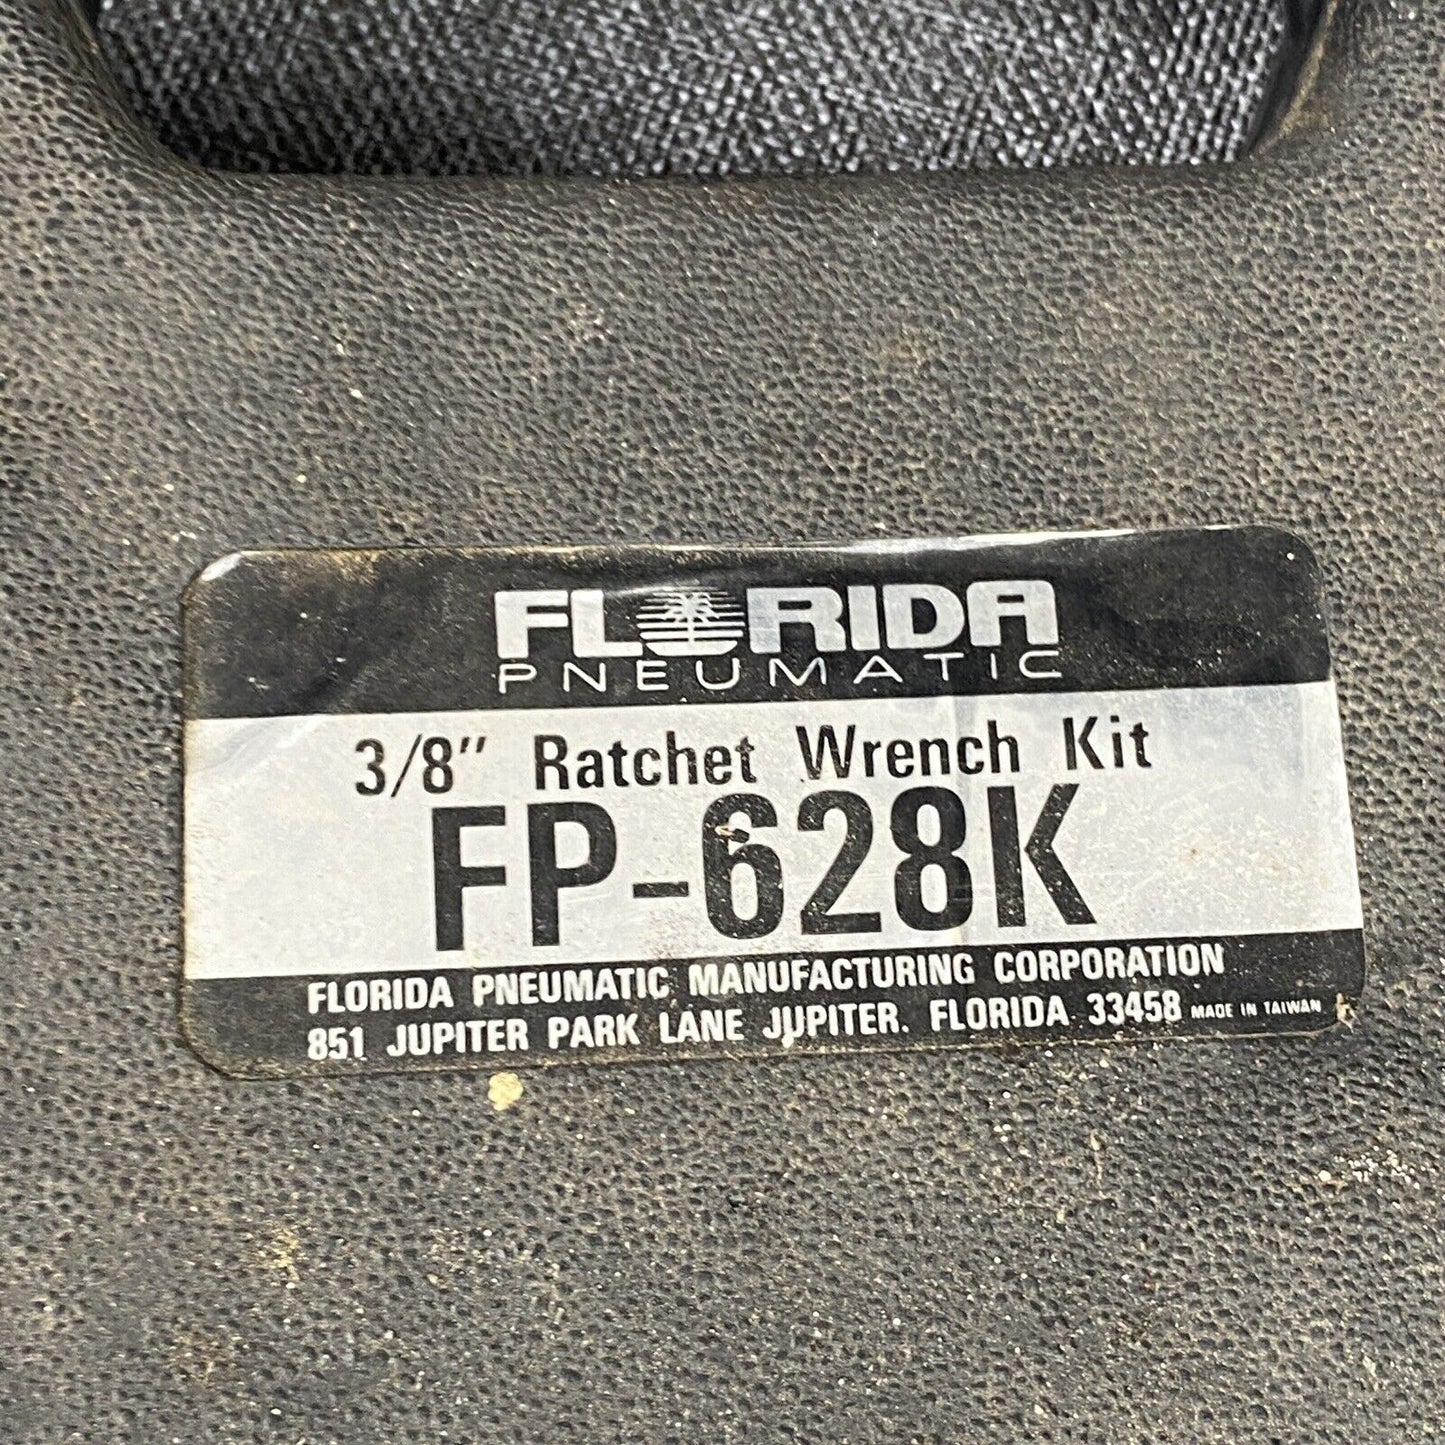 FLORIDA
PNEUMATIC
3/8" Ratchet Wrench Kit
FP-628K
FLORIDA PNEUMATIC MANUFACTURING CORPORATION
851 JUPITER PARK LANE JUPITER. FLORIDA 33458 MADE IN TAIWAN